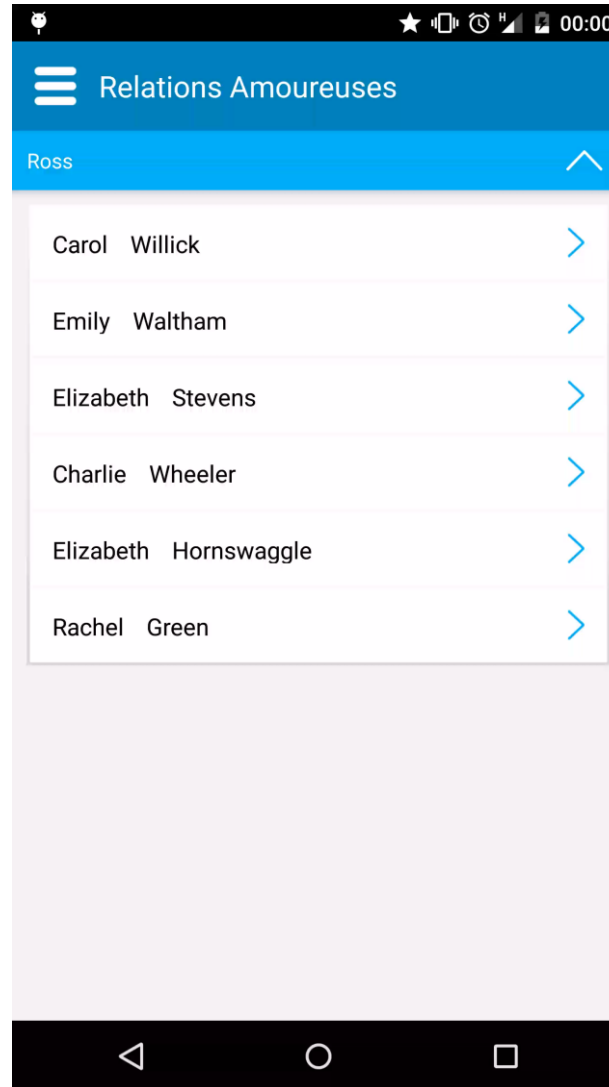 H 00:00
Relations Amoureuses
Ross
Carol Willick
Emily Waltham
Elizabeth Stevens
Charlie Wheeler
Elizabeth Hornswaggle
Rachel Green